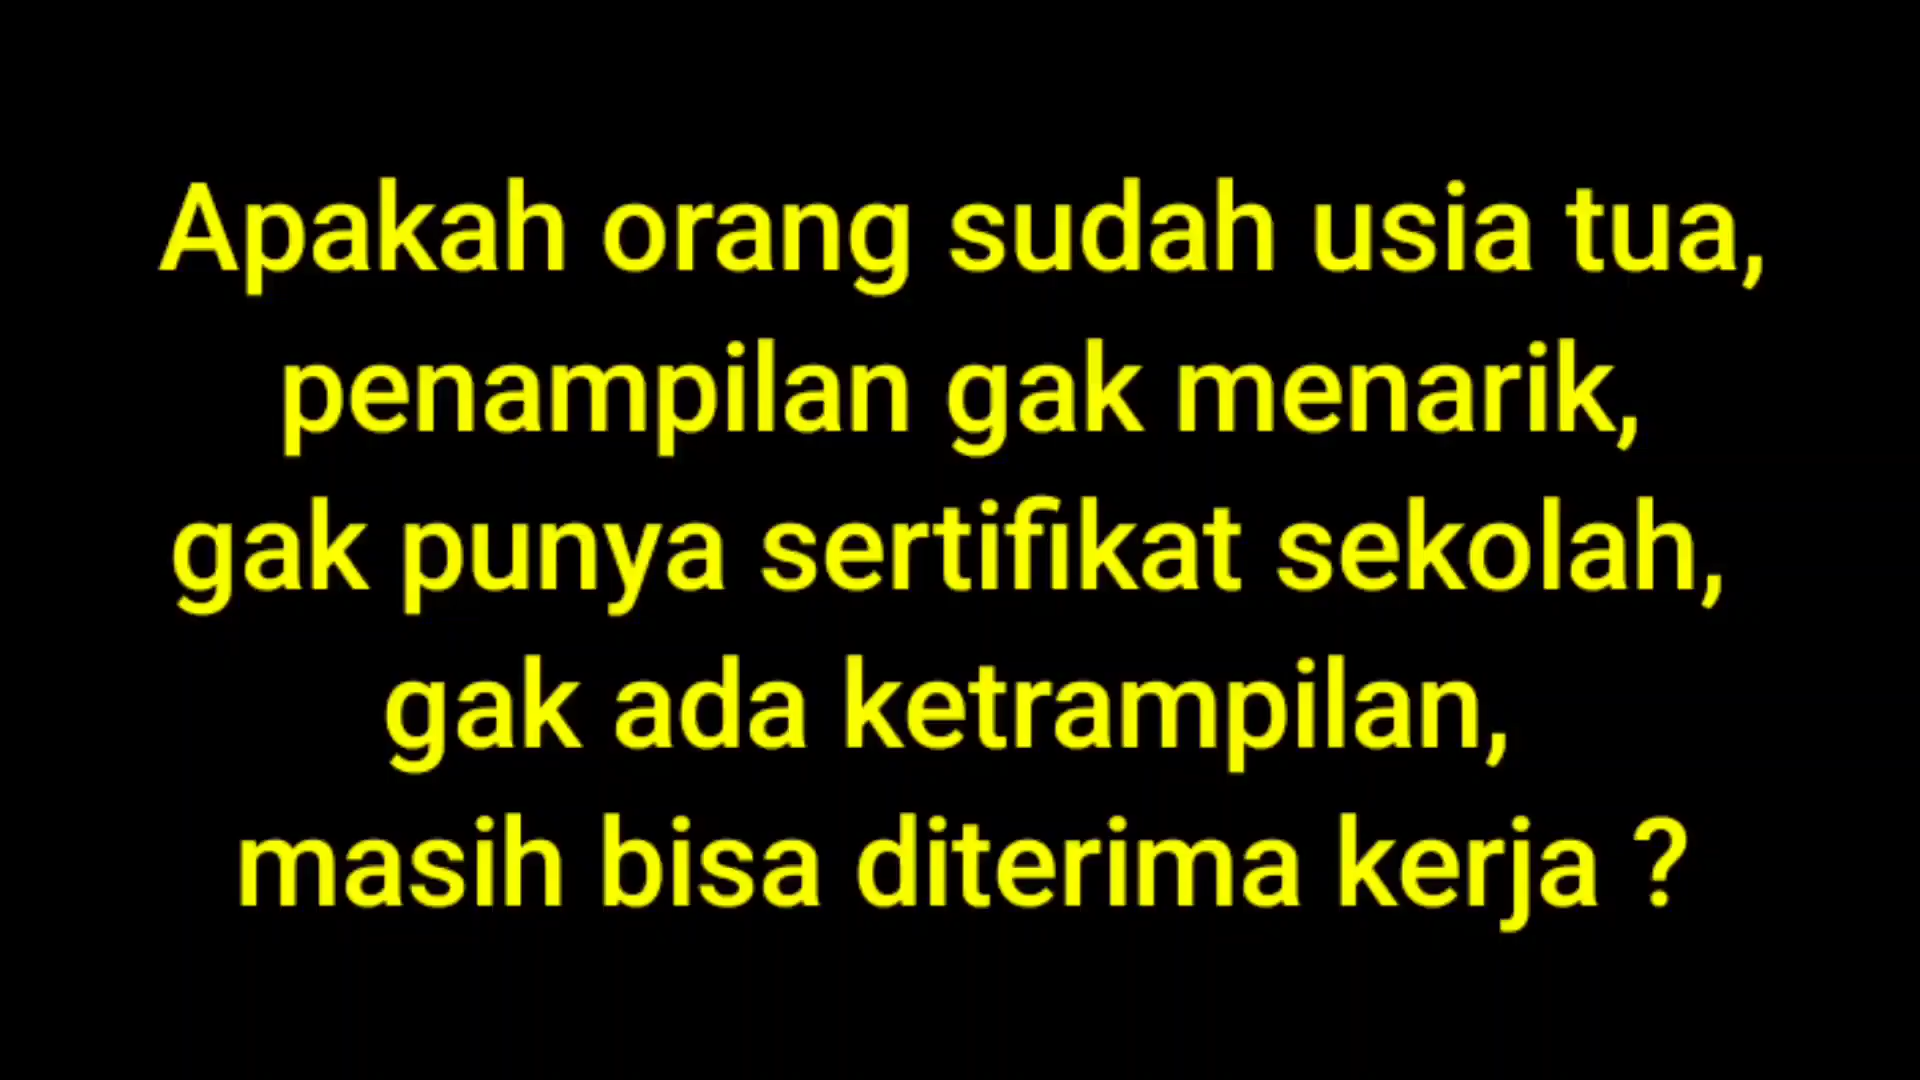 Apakah orang sudah usia tua,
penampilan gak menarik,
gak punya sertifikat sekolah,
gak ada ketrampilan,
masih bisa diterima kerja ?